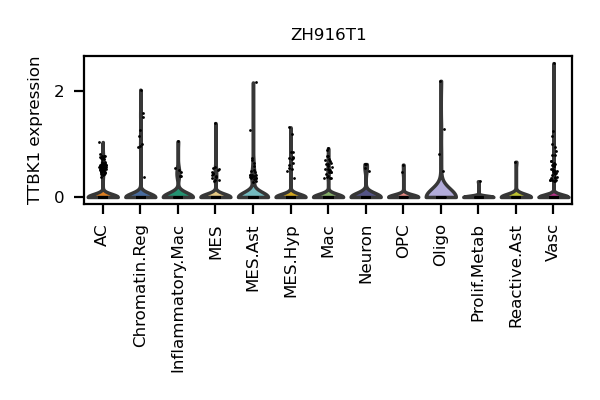 ZH916T1
TTBK1 expression
2
0
AC
Chromatin.Reg
Inflammatory.Mac
MES
MES.Ast
MES.Hyp
Mac
Neuron
OPC
Oligo
Prolif.Metab
Reactive.Ast
Vasc